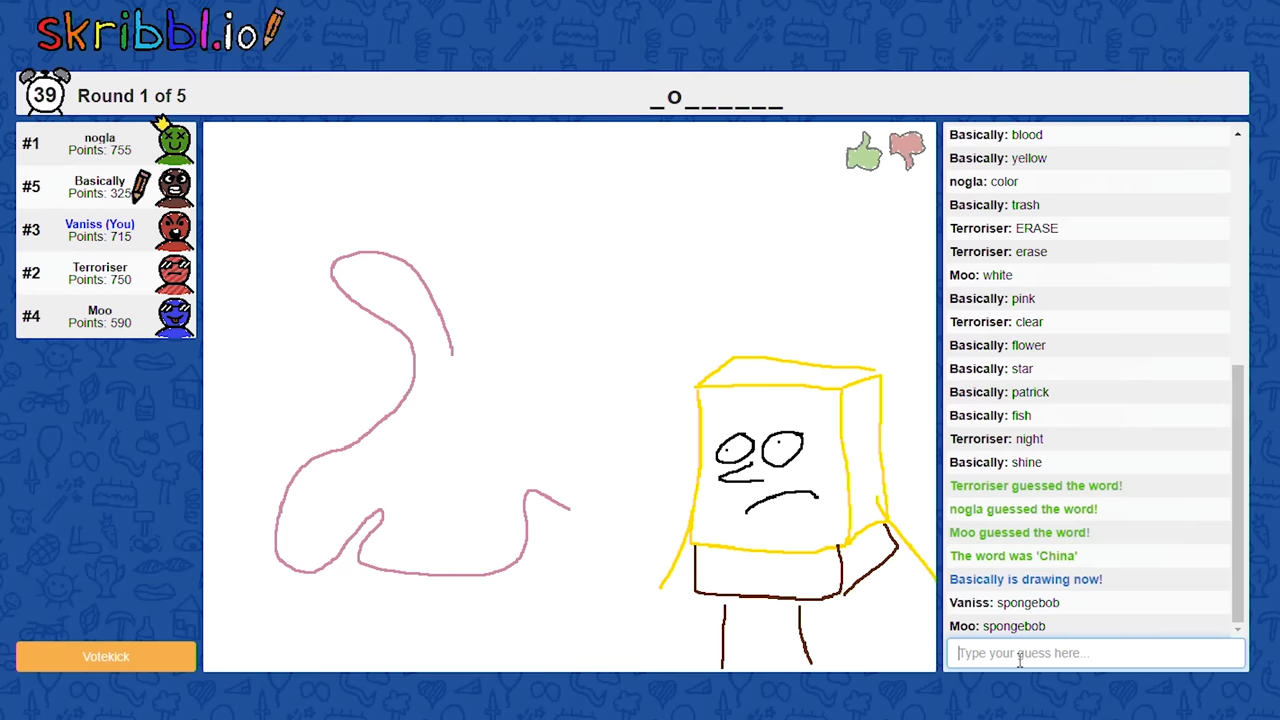 skribbl.io
39
Round 1 of 5
_o______
#1 nogla
Points: 755
#5 Basically
Points: 325
#3 Vaniss (You)
Points: 715
#2 Terroriser
Points: 750
#4 Moo
Points: 590
Votekick
Basically: blood
Basically: yellow
nogla: color
Basically: trash
Terroriser: ERASE
Terroriser: erase
Moo: white
Basically: pink
Terroriser: clear
Basically: flower
Basically: star
Basically: patrick
Basically: fish
Terroriser: night
Basically: shine
Terroriser guessed the word!
nogla guessed the word!
Moo guessed the word!
The word was 'China'
Basically is drawing now!
Vaniss: spongebob
Moo: spongebob
Type your guess here...